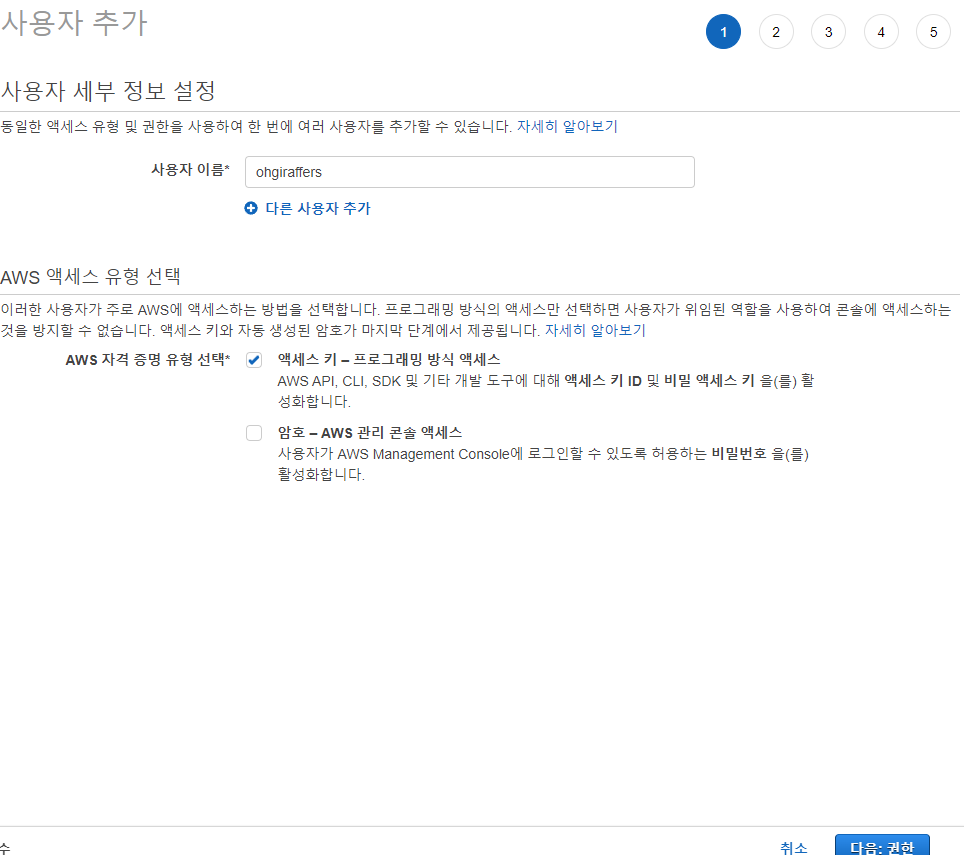 사용자 추가
1 2 3 4 5
사용자 세부 정보 설정
동일한 액세스 유형 및 권한을 사용하여 한 번에 여러 사용자를 추가할 수 있습니다. 자세히 알아보기
사용자 이름* ohgiraffers
다른 사용자 추가
AWS 액세스 유형 선택
이러한 사용자가 주로 AWS에 액세스하는 방법을 선택합니다. 프로그래밍 방식의 액세스만 선택하면 사용자가 위임된 역할을 사용하여 콘솔에 액세스하는
것을 방지할 수 없습니다. 액세스 키와 자동 생성된 암호가 마지막 단계에서 제공됩니다. 자세히 알아보기
AWS 자격 증명 유형 선택* 액세스 키 – 프로그래밍 방식 액세스
AWS API, CLI, SDK 및 기타 개발 도구에 대해 액세스 키 ID 및 비밀 액세스 키 을(를) 활
성화합니다.
암호 – AWS 관리 콘솔 액세스
사용자가 AWS Management Console에 로그인할 수 있도록 허용하는 비밀번호 을(를)
활성화합니다.
수 취소 다음: 권한